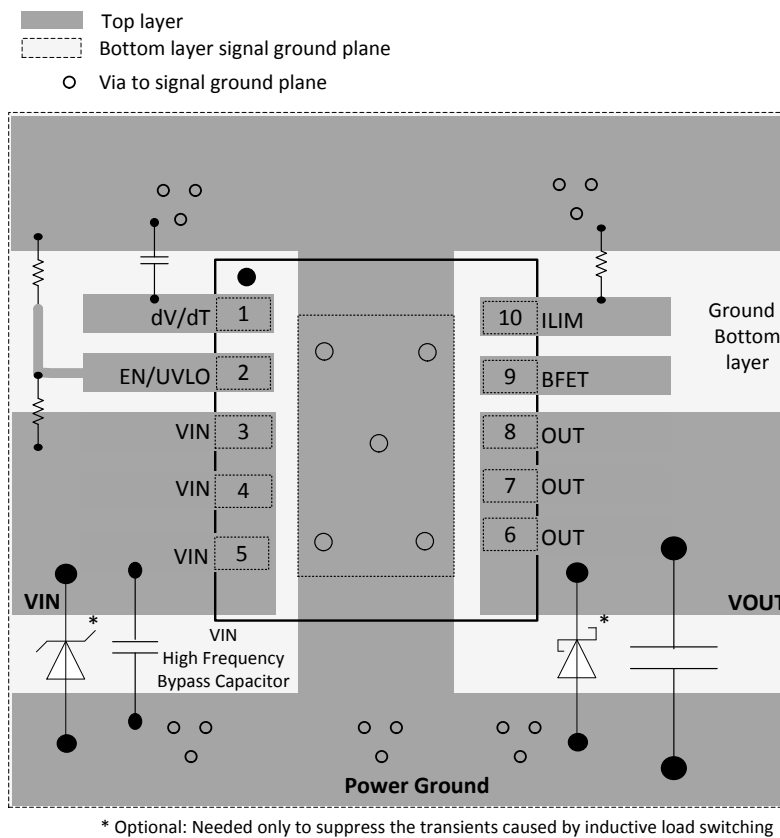 Top layer
Bottom layer signal ground plane
Via to signal ground plane
dV/dT 1
10 ILIM
Ground
Bottom
layer
EN/UVLO 2
9 BFET
VIN 3
8 OUT
VIN 4
7 OUT
VIN 5
6 OUT
VIN
*
*
VOUT
VIN
High Frequency
Bypass Capacitor
Power Ground
* Optional: Needed only to suppress the transients caused by inductive load switching